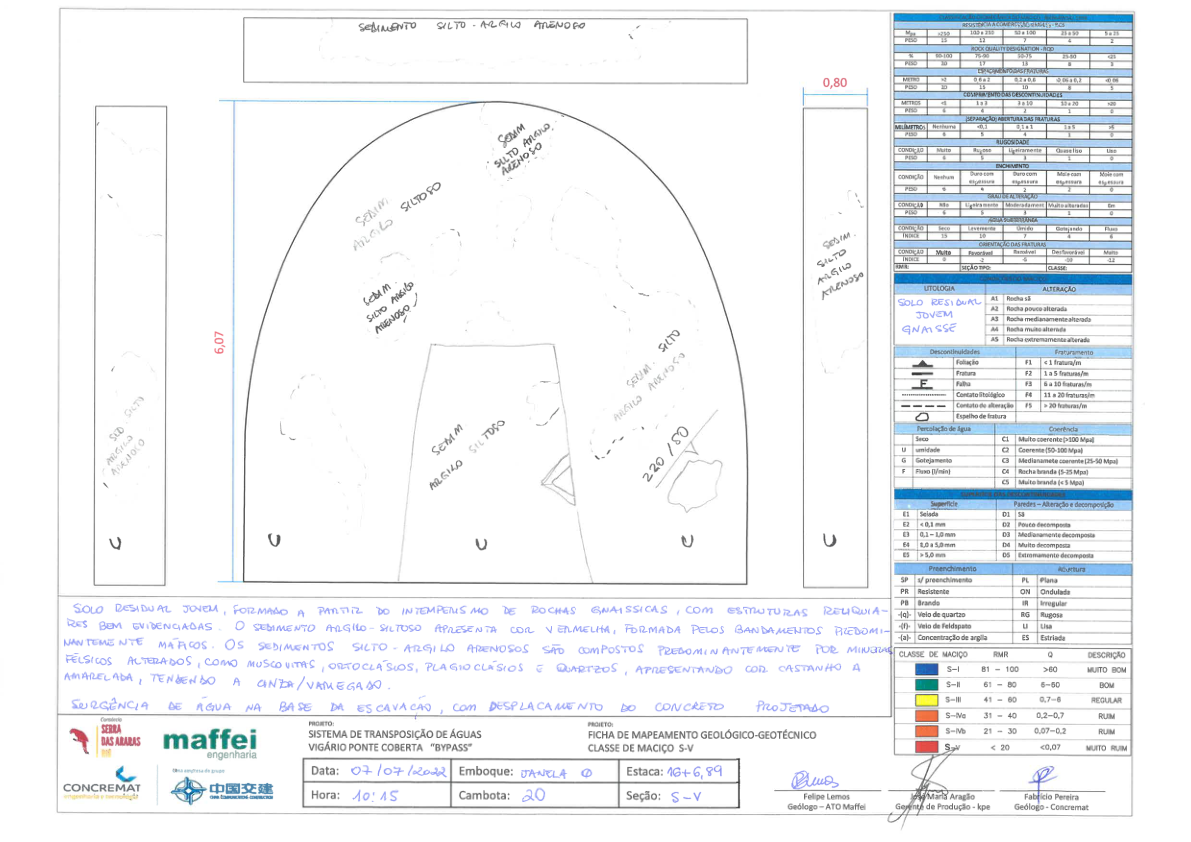 SEDIMENTO SILTO-ARGILO ARENOSO
0,80
6,07
SEDIM
SILTO ARGILO
ARENOSO
SEDIM
ARGILO SILTOSO
SEDIM
SILTO ARGILO
ARENOSO
SEDIM. SILTO
ARGILO ARENOSO
SEDIM
ARGILO SILTOSO
220/50
SED SILTO
ARGILO
ARENOSO
SEDIM.
SILTO
ARGILO
ARENOSO
U
U
U
U
U
SOLO RESIDUAL JOVEM, FORMADO A PARTIR DO INTEMPERISMO DE ROCHAS GNAISSICAS, COM ESTRUTURAS RELIQUIA-
RES BEM EVIDENCIADAS. O SEDIMENTO ARGILO-SILTOSO APRESENTA COR VERMELHA, FORMADA PELOS BANDAMENTOS PREDOMI-
NANTEMENTE MÁFICOS. OS SEDIMENTOS SILTO-ARGILO ARENOSOS SÃO COMPOSTOS PREDOMINANTEMENTE POR MINERAIS
FÉLSICOS ALTERADOS, COMO MUSCOVITAS, ORTOCLÁSIOS, PLAGIOCLÁSIOS E QUARTZOS, APRESENTANDO COR CASTANHO A
AMARELADA, TENDENDO A CINZA/VARIEGADO.
SURGÊNCIA DE ÁGUA NA BASE DA ESCAVAÇÃO, COM DESPLACAMENTO DO CONCRETO PROJETADO
RESISTÊNCIA A COMPRESSÃO SIMPLES - RCS
MPa >250 100 a 250 50 a 100 25 a 50 5 a 25
PESO 15 12 7 4 2
ROCK QUALITY DESIGNATION - RQD
% 90-100 75-90 50-75 25-50 <25
PESO 20 17 13 8 3
ESPAÇAMENTO DAS FRATURAS
METRO >2 0,6 a 2 0,2 a 0,6 0,06 a 0,2 <0,06
PESO 20 15 10 8 5
COMPRIMENTO DAS DESCONTINUIDADES
METROS <1 1 a 3 3 a 10 10 a 20 >20
PESO 6 4 2 1 0
(SEPARAÇÃO) ABERTURA DAS FRATURAS
MILÍMETROS Nenhuma <0,1 0,1 a 1 1 a 5 >5
PESO 6 5 4 1 0
RUGOSIDADE
CONDIÇÃO Muito Rugoso Ligeiramente Quase liso Liso
PESO 6 5 3 1 0
ENCHIMENTO
CONDIÇÃO Nenhum Duro com espessura Duro com espessura Mole com espessura Mole com espessura
PESO 6 4 2 2 0
GRAU DE ALTERAÇÃO
CONDIÇÃO Não Ligeiramente Moderadament Muito alteradas Em
PESO 6 5 3 1 0
ÁGUA SUBTERRÂNEA
CONDIÇÃO Seco Levemente Úmido Gotejando Fluxo
ÍNDICE 15 10 7 4 0
ORIENTAÇÃO DAS FRATURAS
CONDIÇÃO Muito Favorável Razoável Desfavorável Muito
ÍNDICE 0 -2 -5 -10 -12
RMR: SEÇÃO TIPO: CLASSE:
LITOLOGIA ALTERAÇÃO
SOLO RESIDUAL
JOVEM
GNAISSE
A1 Rocha sã
A2 Rocha pouco alterada
A3 Rocha medianamente alterada
A4 Rocha muito alterada
A5 Rocha extremamente alterada
Descontinuidades Fraturamento
Foliação F1 < 1 fratura/m
Fratura F2 1 a 5 fraturas/m
F Falha F3 6 a 10 fraturas/m
Contato litológico F4 11 a 20 fraturas/m
Contato de alteração F5 > 20 fraturas/m
Espelho de fratura
Percolação de água Coerência
Seco C1 Muito coerente (>100 Mpa)
U umidade C2 Coerente (50-100 Mpa)
G Gotejamento C3 Medianamete coerente (25-50 Mpa)
F Fluxo (l/min) C4 Rocha branda (5-25 Mpa)
C5 Muito branda (< 5 Mpa)
Superfície Paredes – Alteração e decomposição
E1 Selada D1 Sã
E2 < 0,1 mm D2 Pouco decomposta
E3 0,1 – 1,0 mm D3 Medianamente decomposta
E4 1,0 a 5,0 mm D4 Muito decomposta
E5 > 5,0 mm D5 Extremamente decomposta
Preenchimento
SP s/ preenchimento PL Plana
PR Resistente ON Ondulada
PB Brando IR Irregular
-(q)- Veio de quartzo RG Rugosa
-(f)- Veio de Feldspato LI Lisa
-(a)- Concentração de argila ES Estriada
CLASSE DE MACIÇO RMR Q DESCRIÇÃO
S-I 81 – 100 >60 MUITO BOM
S-II 61 – 80 6–60 BOM
S-III 41 – 60 0,7–6 REGULAR
S-IVa 31 – 40 0,2–0,7 RUIM
S-IVb 21 – 30 0,07–0,2 RUIM
S-V < 20 <0,07 MUITO RUIM
Consórcio
SERRA
DAS ARARAS
maffei
engenharia
CONCREMAT
engenharia e tecnologia
中国交建
PROJETO:
SISTEMA DE TRANSPOSIÇÃO DE ÁGUAS
VIGÁRIO PONTE COBERTA "BYPASS"
PROJETO:
FICHA DE MAPEAMENTO GEOLÓGICO-GEOTÉCNICO
CLASSE DE MACIÇO S-V
Data: 07/07/2022 Emboque: JANELA 0 Estaca: 16+6,89
Hora: 10:15 Cambota: 20 Seção: S-V
Felipe Lemos
Geólogo – ATO Maffei
José Maria Aragão
Gerente de Produção - kpe
Fabrício Pereira
Geólogo - Concremat